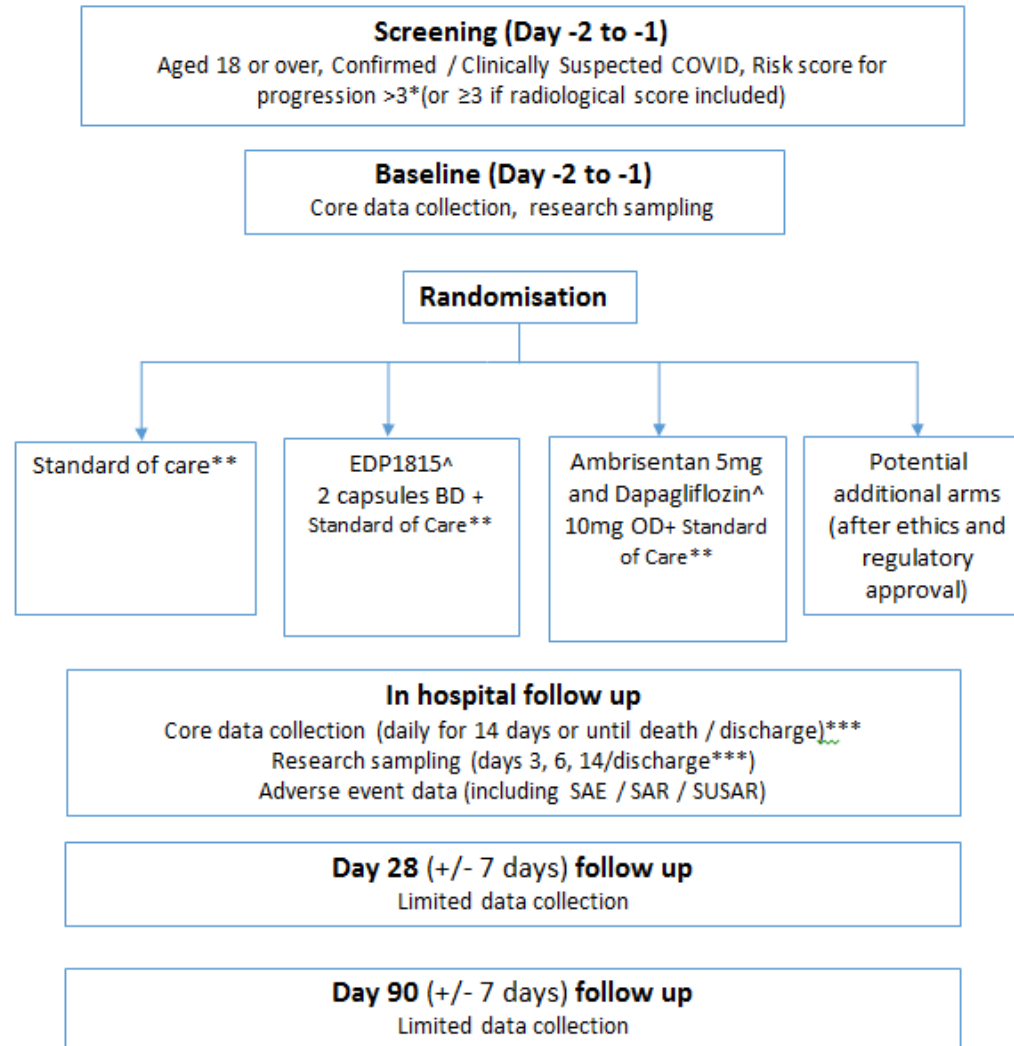 Screening (Day -2 to -1)
Aged 18 or over, Confirmed / Clinically Suspected COVID, Risk score for
progression >3*(or ≥3 if radiological score included)
Baseline (Day -2 to -1)
Core data collection, research sampling
Randomisation
Standard of care**
EDP1815^
2 capsules BD +
Standard of Care**
Ambrisentan 5mg
and Dapagliflozin^
10mg OD+ Standard
of Care**
Potential
additional arms
(after ethics and
regulatory
approval)
In hospital follow up
Core data collection (daily for 14 days or until death / discharge)***
Research sampling (days 3, 6, 14/discharge***)
Adverse event data (including SAE / SAR / SUSAR)
Day 28 (+/- 7 days) follow up
Limited data collection
Day 90 (+/- 7 days) follow up
Limited data collection